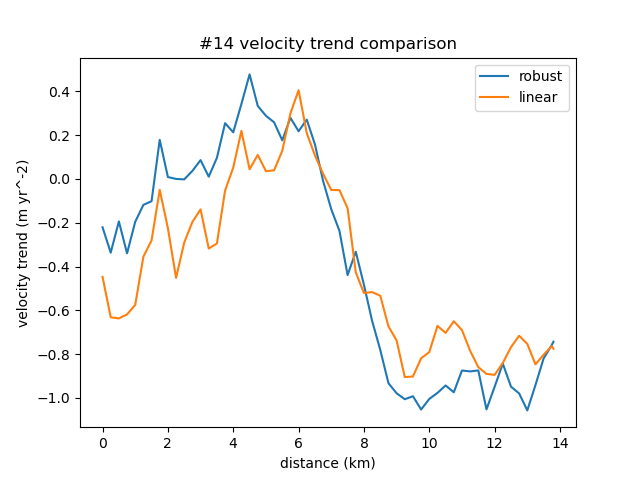 #14 velocity trend comparison
robust
linear
velocity trend (m yr^-2)
0.4
0.2
0.0
−0.2
−0.4
−0.6
−0.8
−1.0
0 2 4 6 8 10 12 14
distance (km)